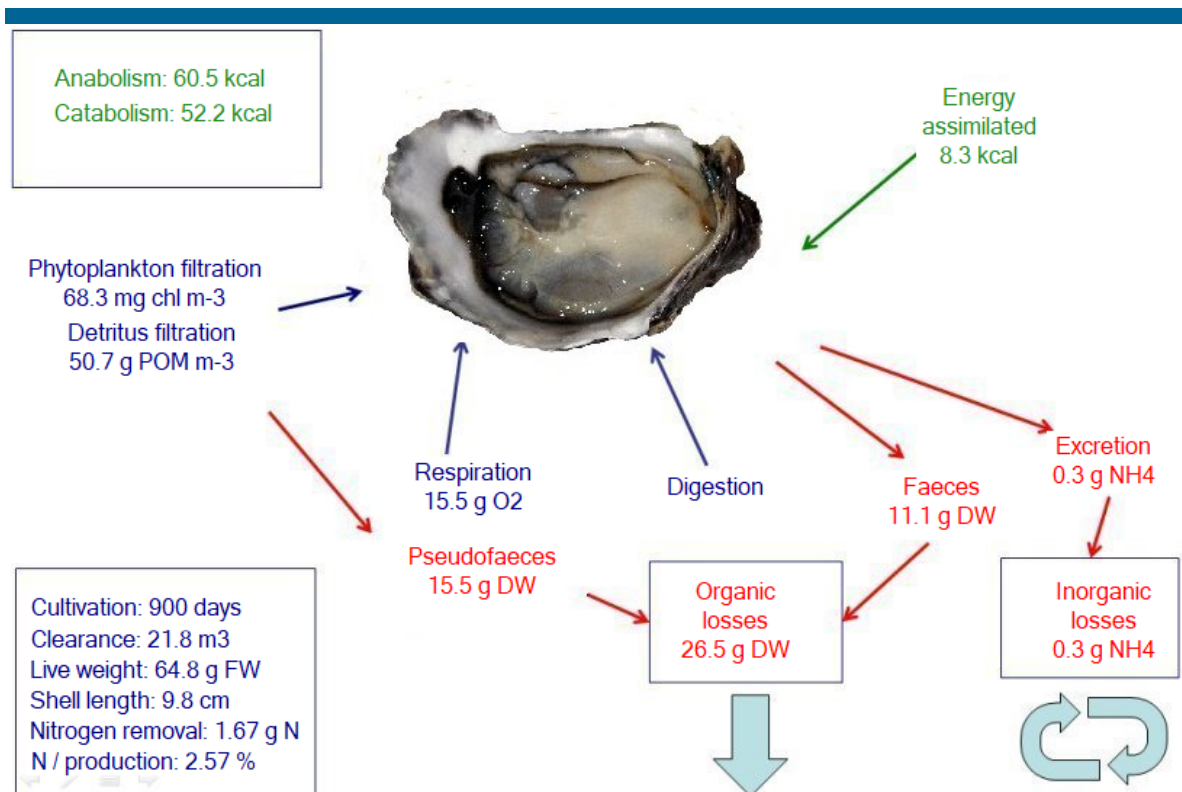 Anabolism: 60.5 kcal
Catabolism: 52.2 kcal
Energy
assimilated
8.3 kcal
Phytoplankton filtration
68.3 mg chl m-3
Detritus filtration
50.7 g POM m-3
Respiration
15.5 g O2
Digestion
Faeces
11.1 g DW
Excretion
0.3 g NH4
Pseudofaeces
15.5 g DW
Organic
losses
26.5 g DW
Inorganic
losses
0.3 g NH4
Cultivation: 900 days
Clearance: 21.8 m3
Live weight: 64.8 g FW
Shell length: 9.8 cm
Nitrogen removal: 1.67 g N
N / production: 2.57 %